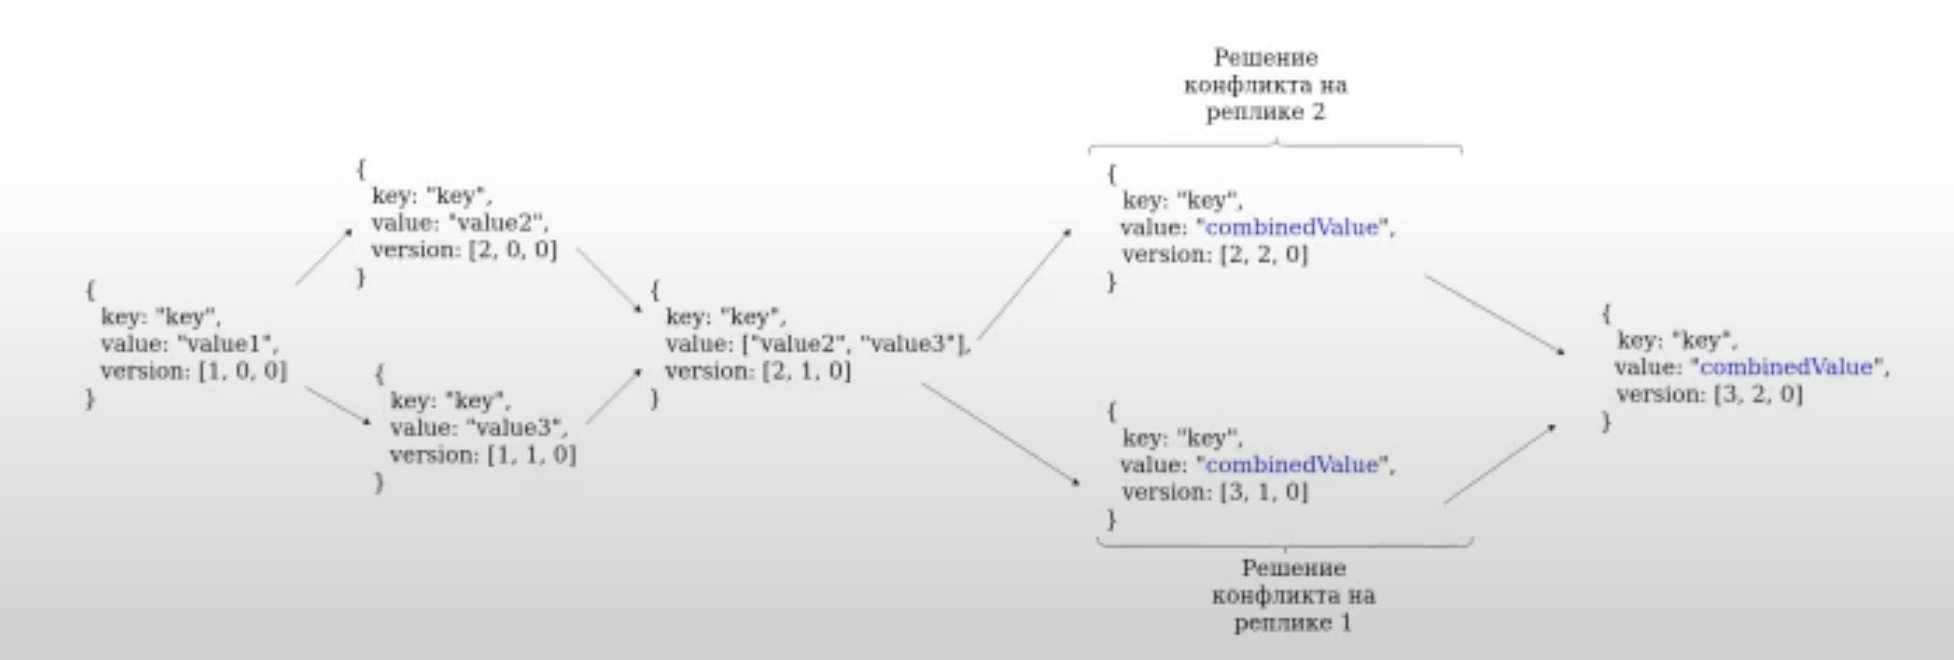 {
key: "key",
value: "value1",
version: [1, 0, 0]
}
{
key: "key",
value: "value2",
version: [2, 0, 0]
}
{
key: "key",
value: "value3",
version: [1, 1, 0]
}
{
key: "key",
value: ["value2", "value3"],
version: [2, 1, 0]
}
Решение
конфликта на
реплике 2
{
key: "key",
value: "combinedValue",
version: [2, 2, 0]
}
{
key: "key",
value: "combinedValue",
version: [3, 1, 0]
}
Решение
конфликта на
реплике 1
{
key: "key",
value: "combinedValue",
version: [3, 2, 0]
}